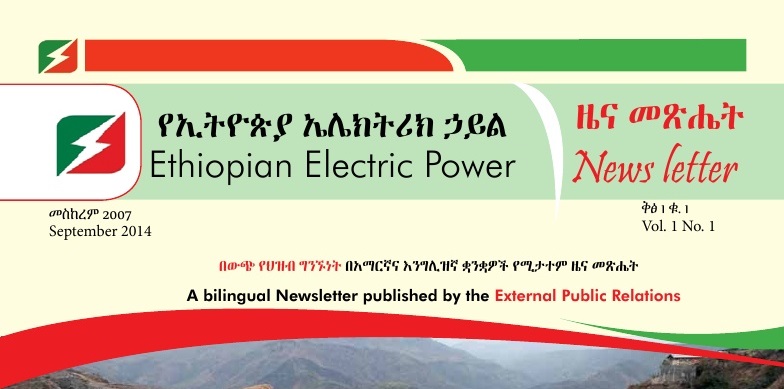 የኢትዮጵያ ኤሌክትሪክ ኃይል
Ethiopian Electric Power
ዜና መጽሔት
News letter
መስከረም 2007
September 2014
ቅፅ 1 ቁ. 1
Vol. 1 No. 1
በውጭ የህዝብ ግንኙነት በአማርኛና እንግሊዝኛ ቋንቋዎች የሚታተም ዜና መጽሔት
A bilingual Newsletter published by the External Public Relations